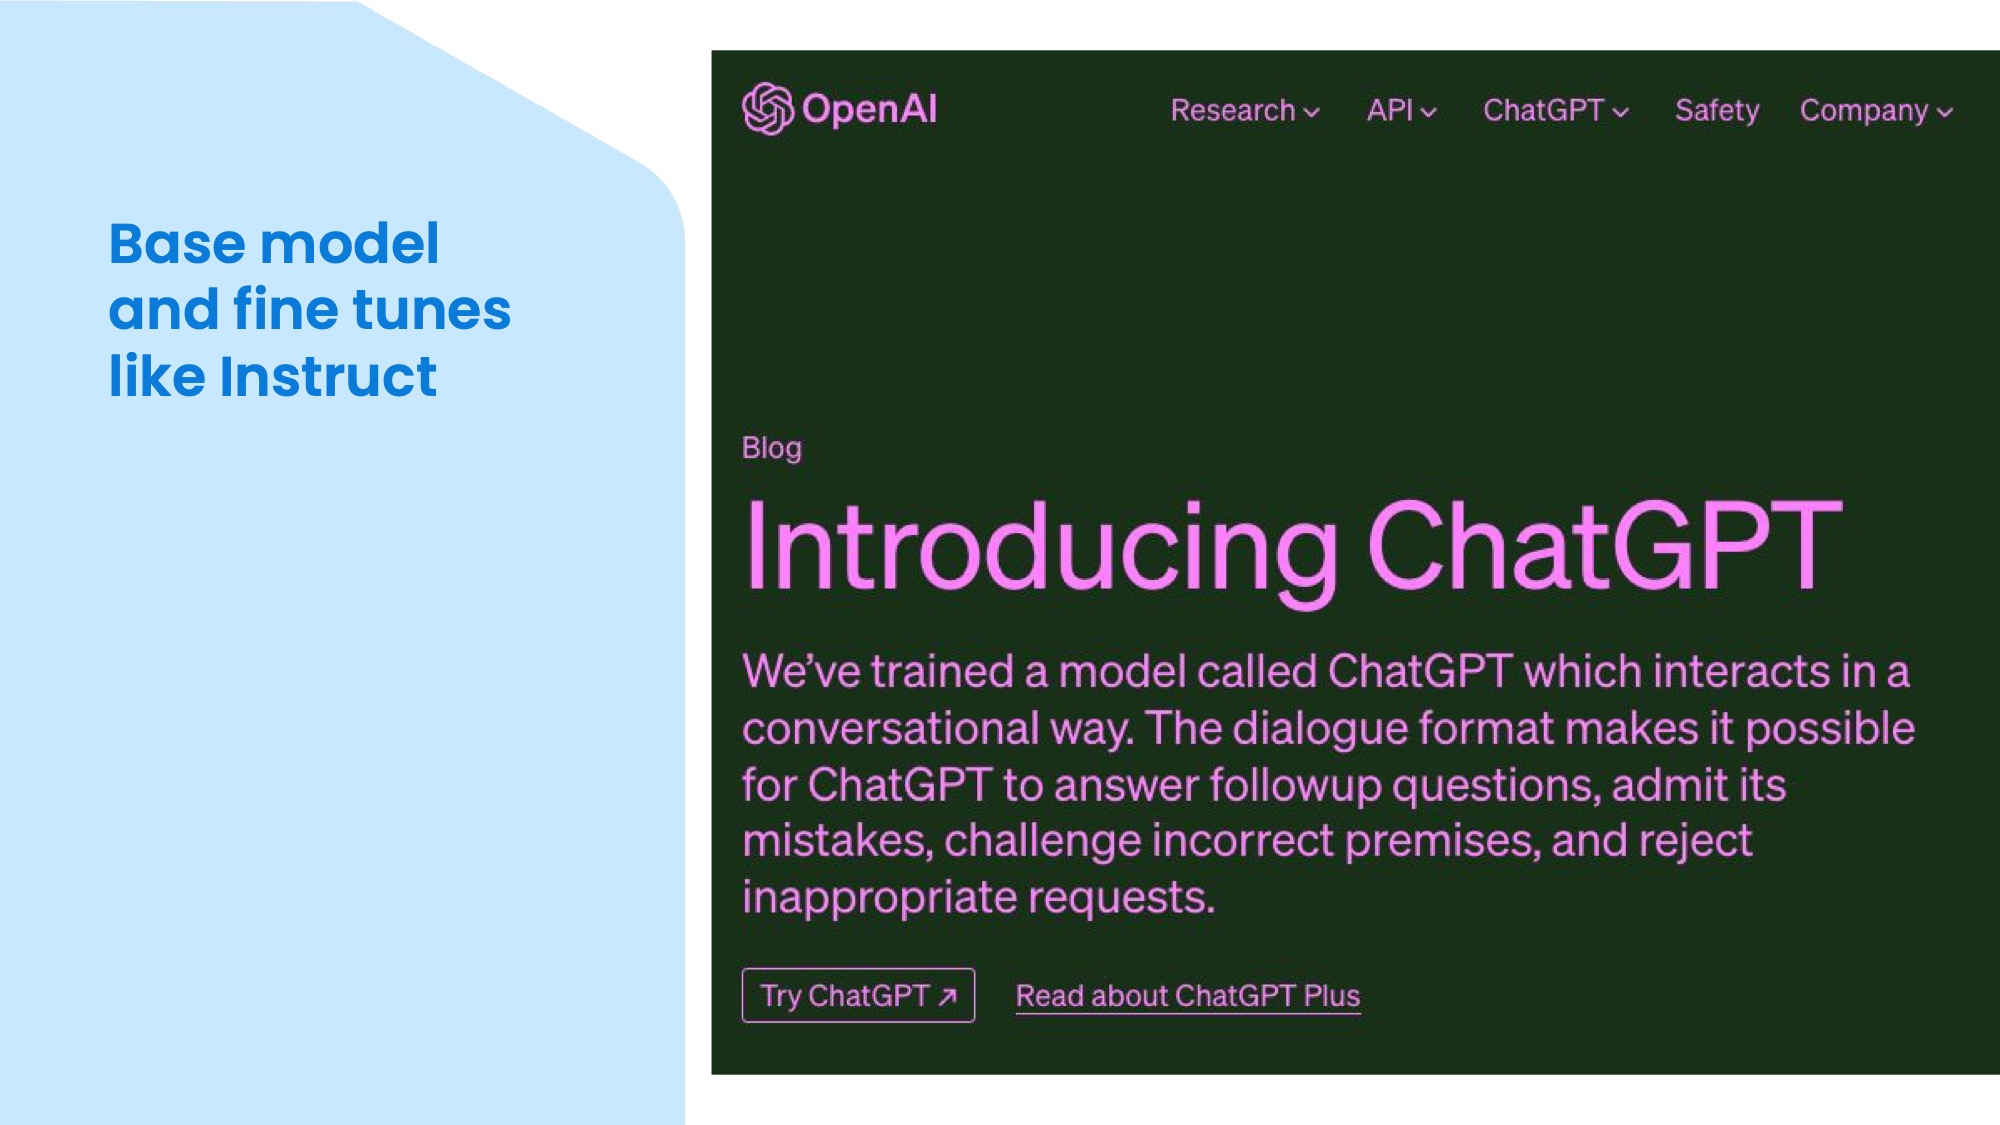 Base model
and fine tunes
like Instruct
OpenAI
Research API ChatGPT Safety Company
Blog
Introducing ChatGPT
We’ve trained a model called ChatGPT which interacts in a
conversational way. The dialogue format makes it possible
for ChatGPT to answer followup questions, admit its
mistakes, challenge incorrect premises, and reject
inappropriate requests.
Try ChatGPT ↗ Read about ChatGPT Plus